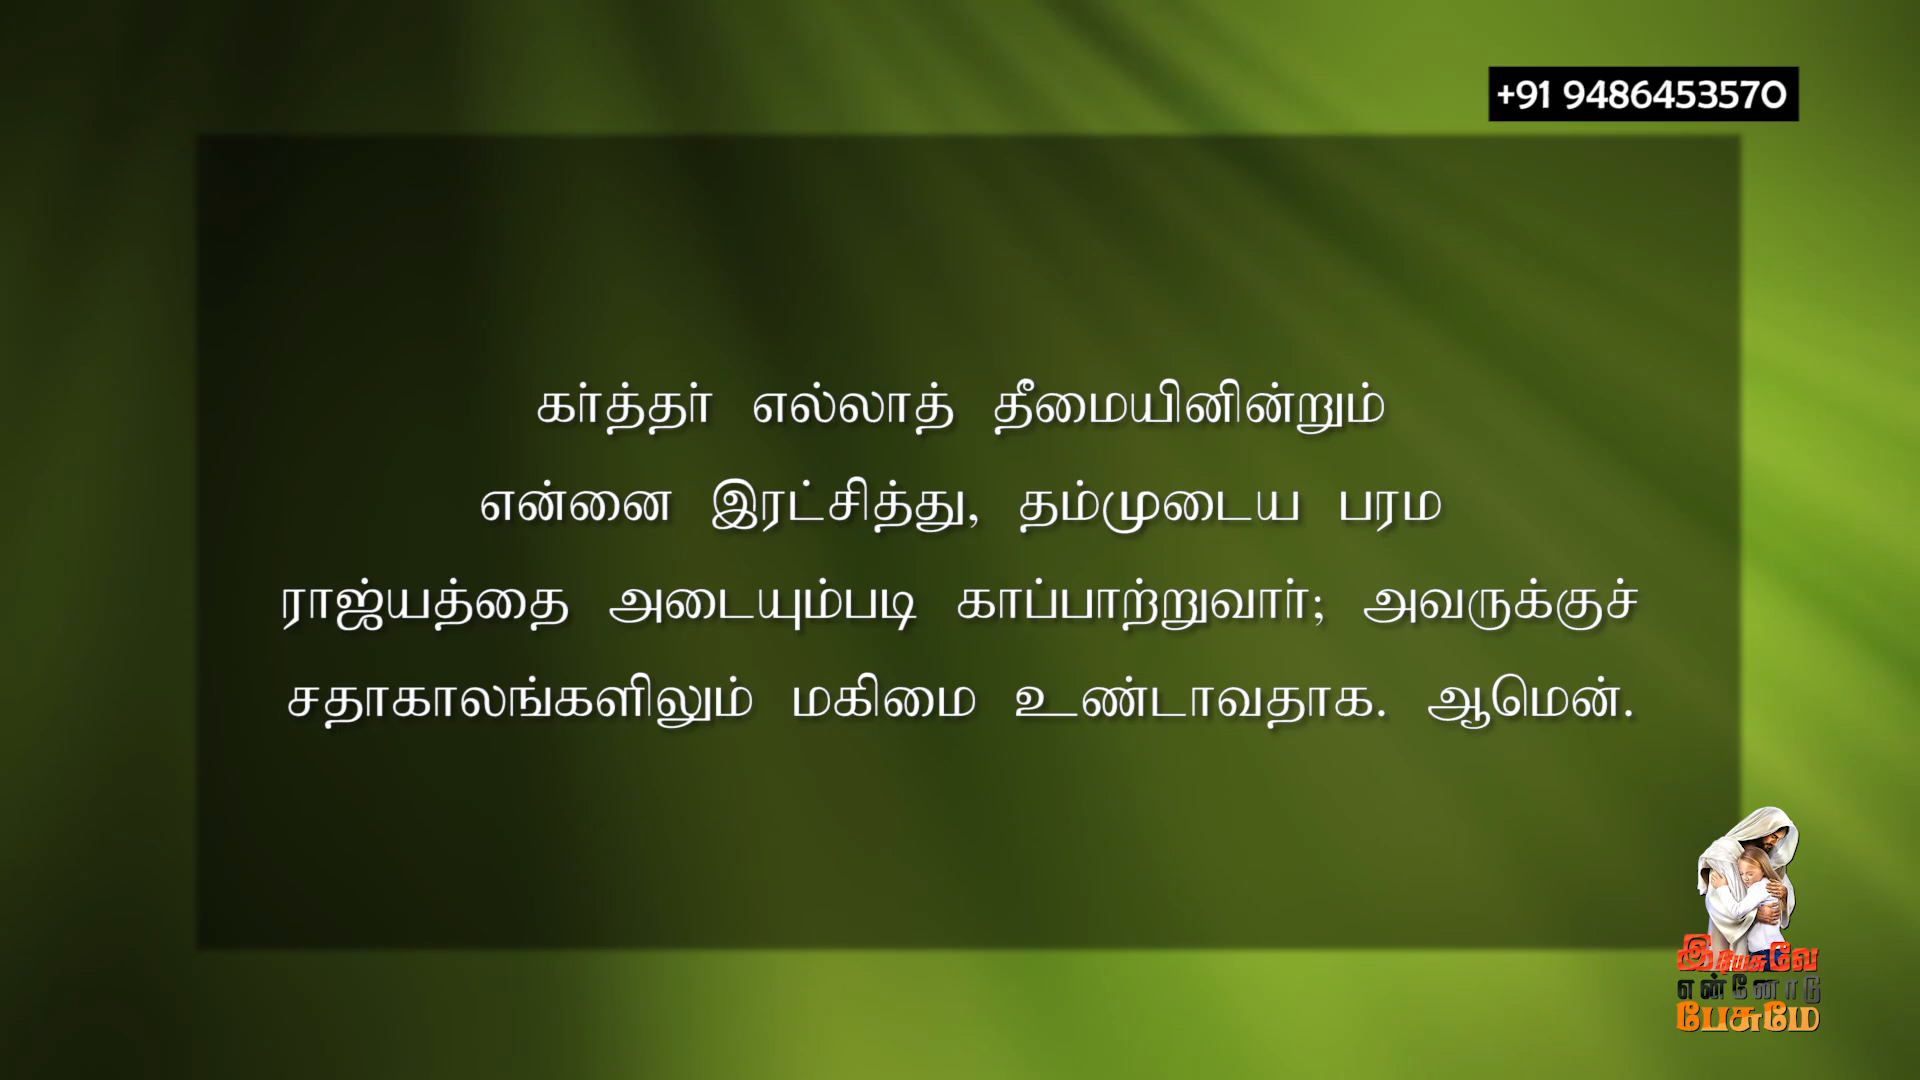 +91 9486453570
கர்த்தர் எல்லாத் தீமையினின்றும்
என்னை இரட்சித்து, தம்முடைய பரம
ராஜ்யத்தை அடையும்படி காப்பாற்றுவார்; அவருக்குச்
சதாகாலங்களிலும் மகிமை உண்டாவதாக. ஆமென்.
இயேசுவே
என்னோடு
பேசுமே